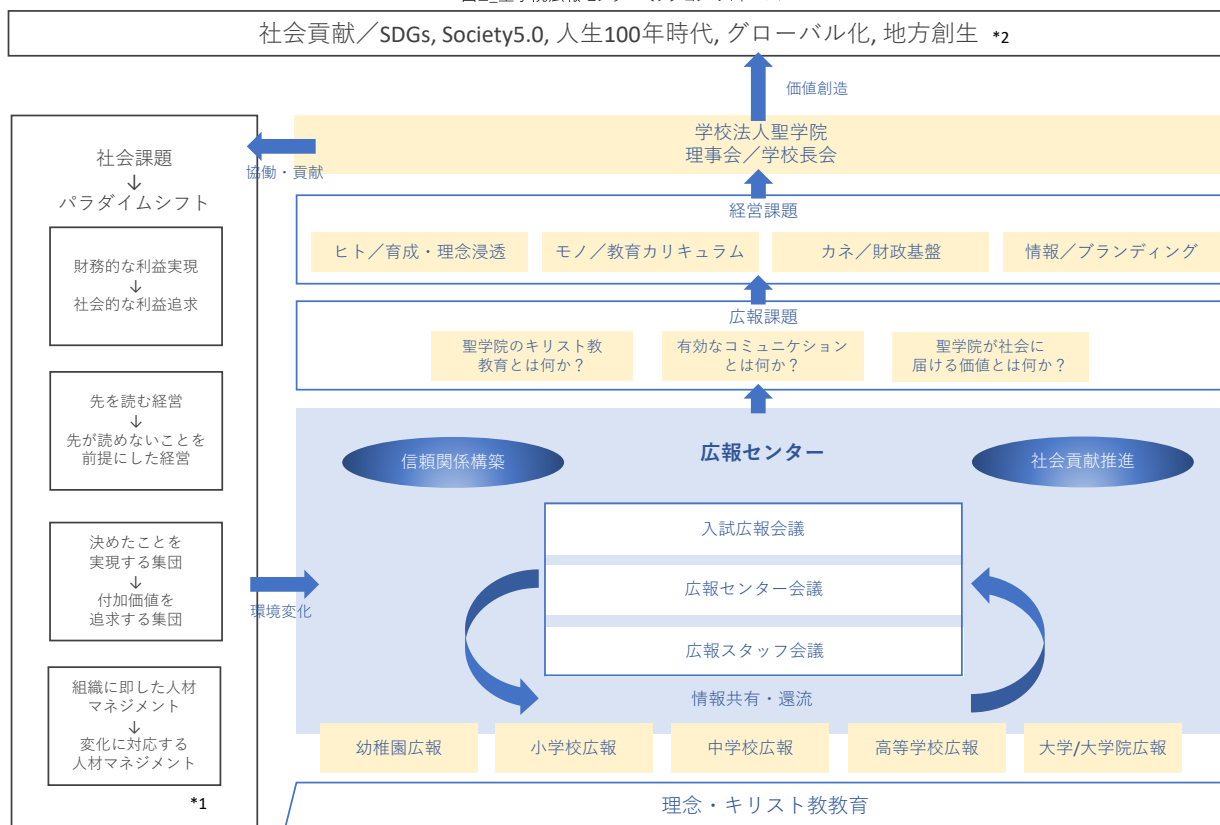 社会貢献／SDGs, Society5.0, 人生100年時代, グローバル化, 地方創生 *2
価値創造
学校法人聖学院
理事会／学校長会
協働・貢献
社会課題
↓
パラダイムシフト
財務的な利益実現
↓
社会的な利益追求
先を読む経営
↓
先が読めないことを
前提にした経営
決めたことを
実現する集団
↓
付加価値を
追求する集団
組織に即した人材
マネジメント
↓
変化に対応する
人材マネジメント
*1
環境変化
経営課題
ヒト／育成・理念浸透
モノ／教育カリキュラム
カネ／財政基盤
情報／ブランディング
広報課題
聖学院のキリスト教
教育とは何か？
有効なコミュニケーション
とは何か？
聖学院が社会に
届ける価値とは何か？
広報センター
信頼関係構築
社会貢献推進
入試広報会議
広報センター会議
広報スタッフ会議
情報共有・還流
幼稚園広報
小学校広報
中学校広報
高等学校広報
大学/大学院広報
理念・キリスト教教育